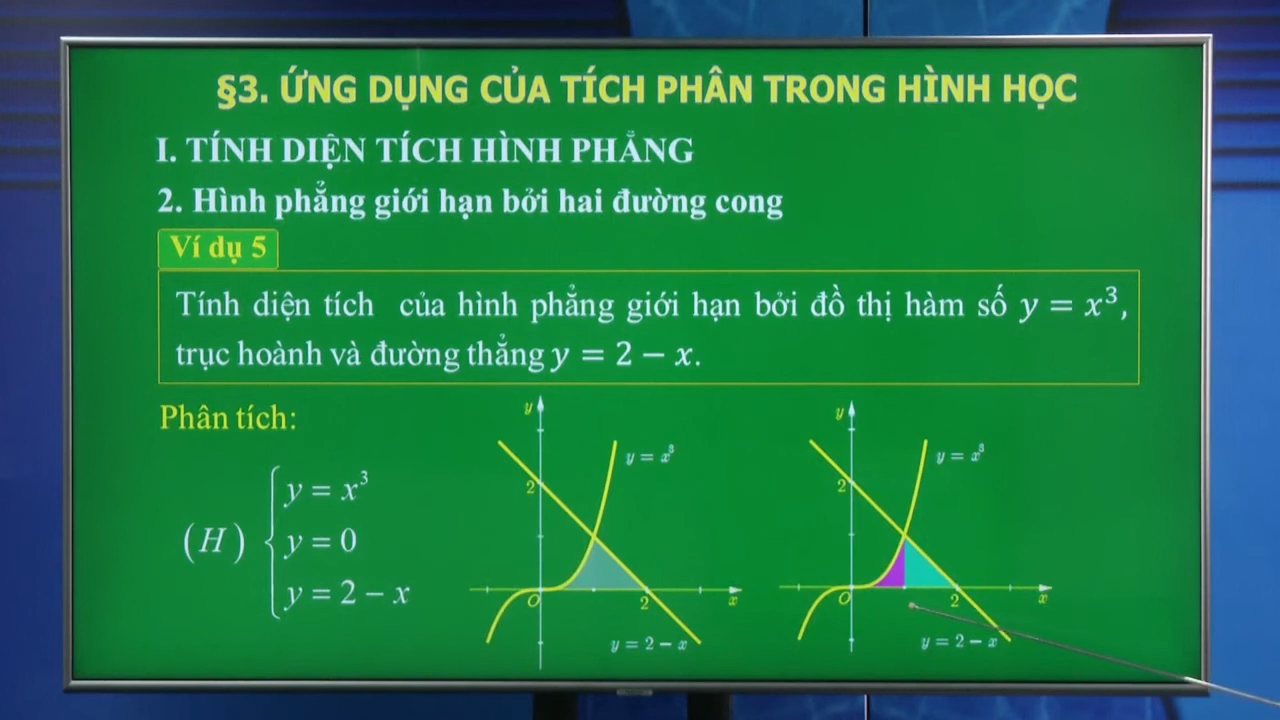 §3. ỨNG DỤNG CỦA TÍCH PHÂN TRONG HÌNH HỌC
I. TÍNH DIỆN TÍCH HÌNH PHẲNG
2. Hình phẳng giới hạn bởi hai đường cong
Ví dụ 5
Tính diện tích của hình phẳng giới hạn bởi đồ thị hàm số y = x³,
trục hoành và đường thẳng y = 2 − x.
Phân tích:
(H) { y = x³
y = 0
y = 2 − x
y
y = x³
2
O
2
x
y = 2 − x
y
y = x³
2
O
2
x
y = 2 − x